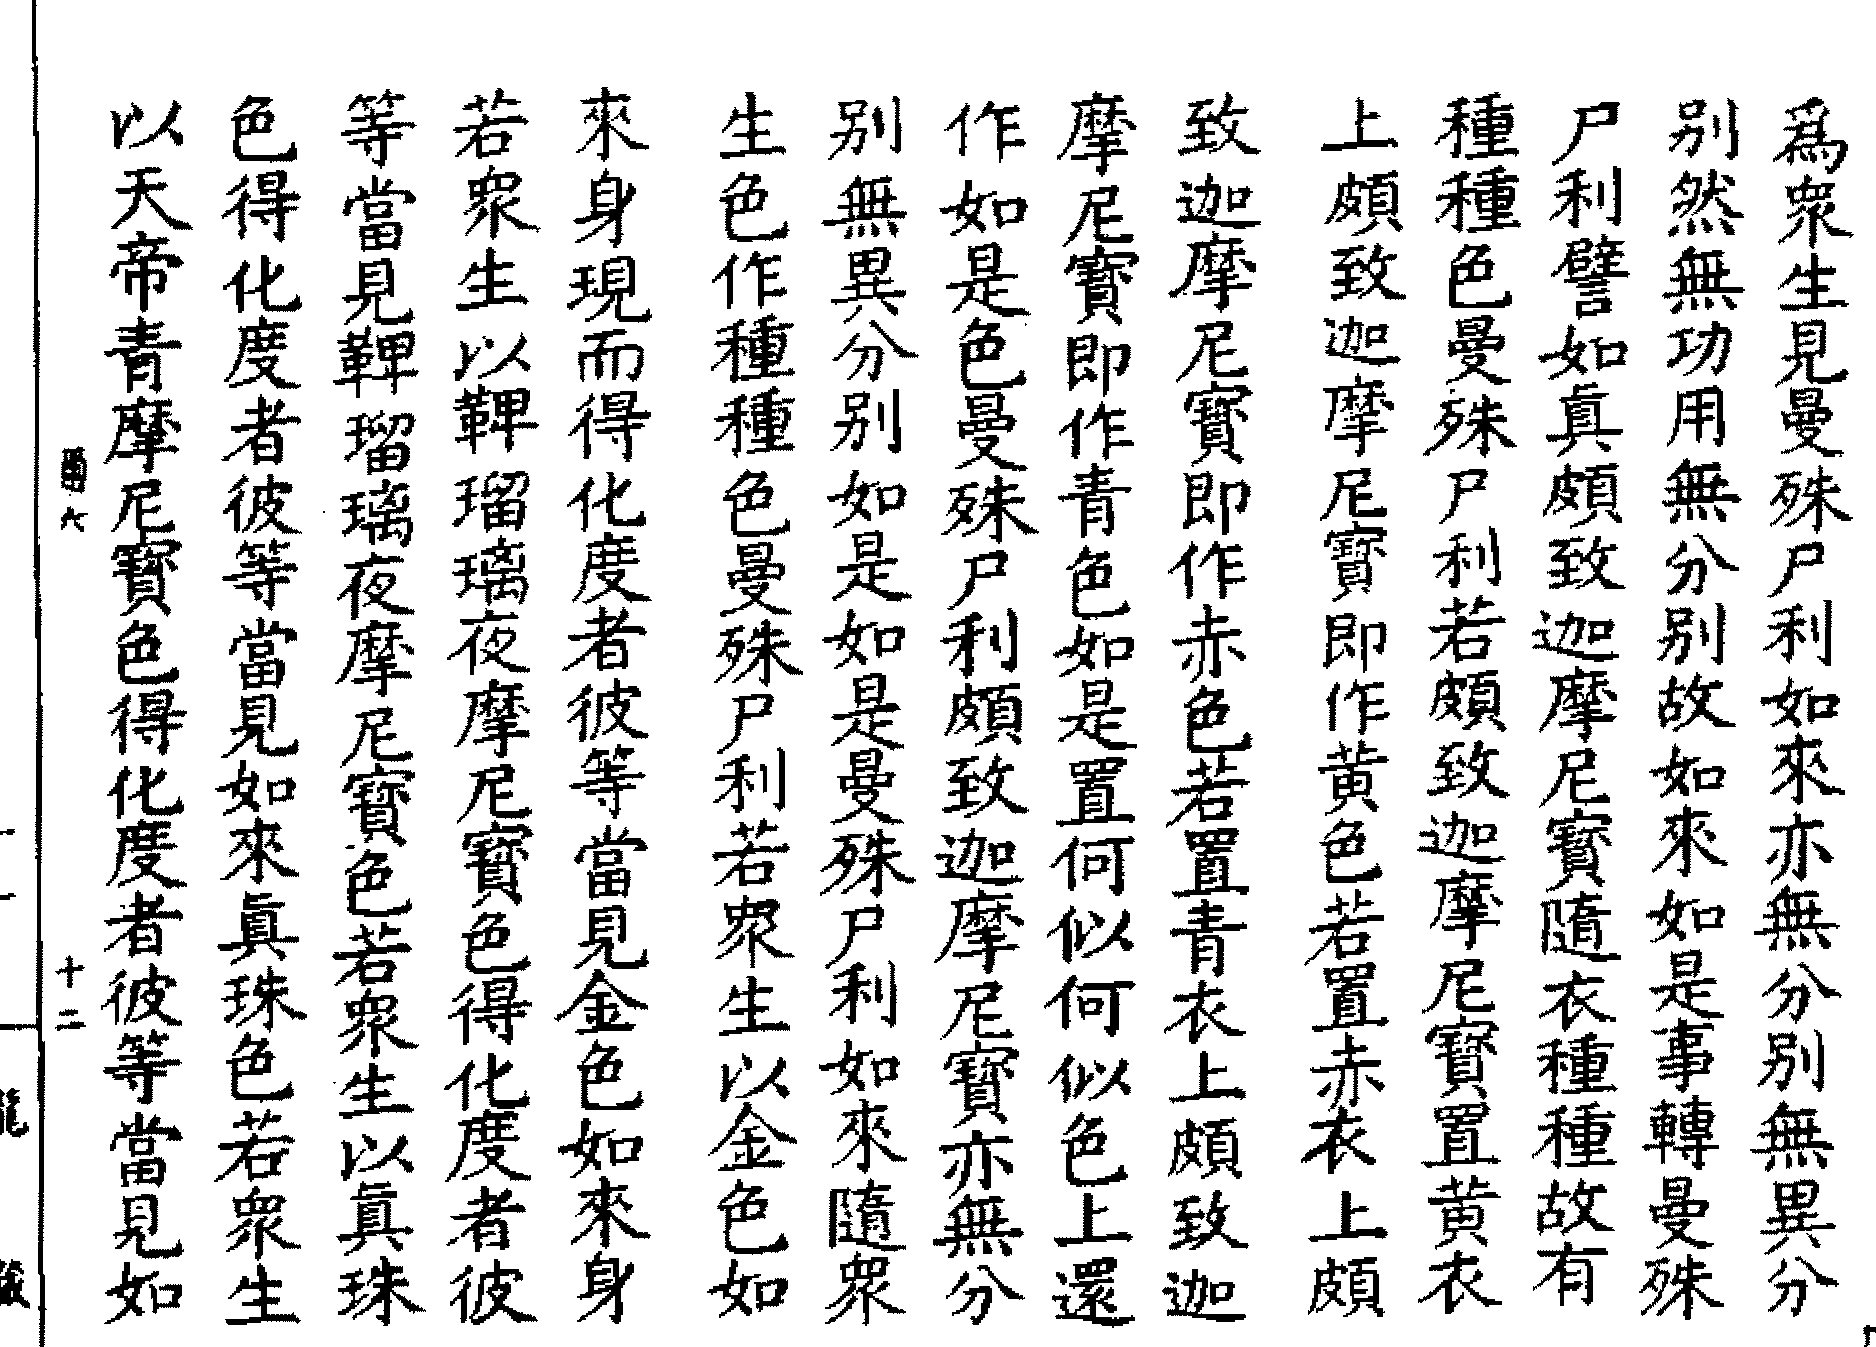 爲衆生見曼殊尸利如來亦無分别無異分
别然無功用無分别故如來如是事轉曼殊
尸利譬如眞頗致迦摩尼寶隨衣種種故有
種種色曼殊尸利若頗致迦摩尼寶置黄衣
上頗致迦摩尼寶即作黄色若置赤衣上頗
致迦摩尼寶即作赤色若置青衣上頗致迦
摩尼寶即作青色如是置何似何似色上還
作如是色曼殊尸利頗致迦摩尼寶亦無分
别無異分别如是如是曼殊尸利如來隨衆
生色作種種色曼殊尸利若衆生以金色如
來身現而得化度者彼等當見金色如來身
若衆生以鞞瑠璃夜摩尼寶色得化度者彼
等當見鞞瑠璃夜摩尼寶色若衆生以眞珠
色得化度者彼等當見如來眞珠色若衆生
以天帝青摩尼寶色得化度者彼等當見如
十二